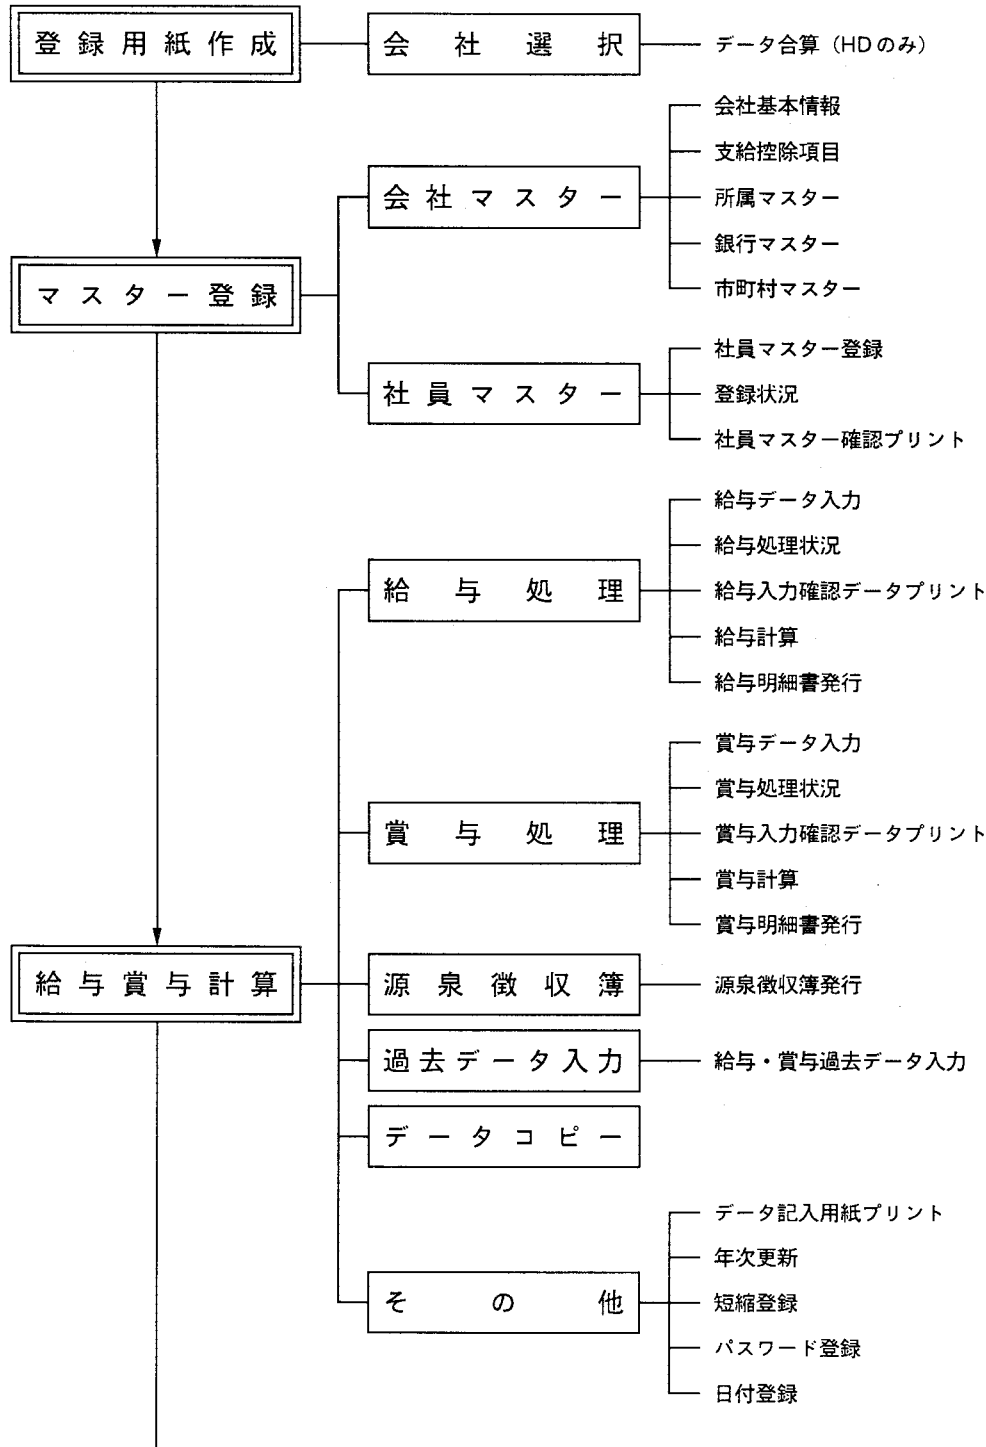 登録用紙作成
会社選択
データ合算（HDのみ）
会社基本情報
支給控除項目
会社マスター
所属マスター
銀行マスター
市町村マスター
マスター登録
社員マスター登録
社員マスター
登録状況
社員マスター確認プリント
給与データ入力
給与処理状況
給与処理
給与入力確認データプリント
給与計算
給与明細書発行
賞与データ入力
賞与処理状況
賞与処理
賞与入力確認データプリント
賞与計算
賞与明細書発行
給与賞与計算
源泉徴収簿
源泉徴収簿発行
過去データ入力
給与・賞与過去データ入力
データコピー
データ記入用紙プリント
年次更新
その他
短縮登録
パスワード登録
日付登録